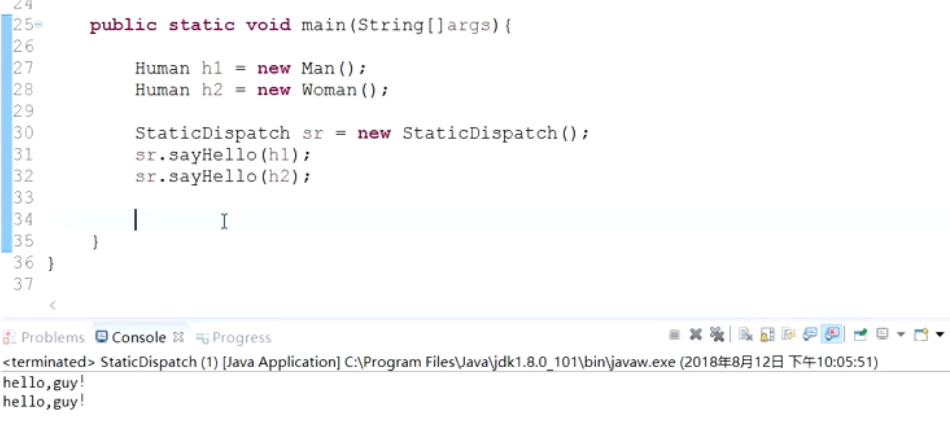 24
25 public static void main(String[]args){
26
27 Human h1 = new Man();
28 Human h2 = new Woman();
29
30 StaticDispatch sr = new StaticDispatch();
31 sr.sayHello(h1);
32 sr.sayHello(h2);
33
34
35 }
36 }
37
Problems Console Progress
<terminated> StaticDispatch (1) [Java Application] C:\Program Files\Java\jdk1.8.0_101\bin\javaw.exe (2018年8月12日 下午10:05:51)
hello,guy!
hello,guy!